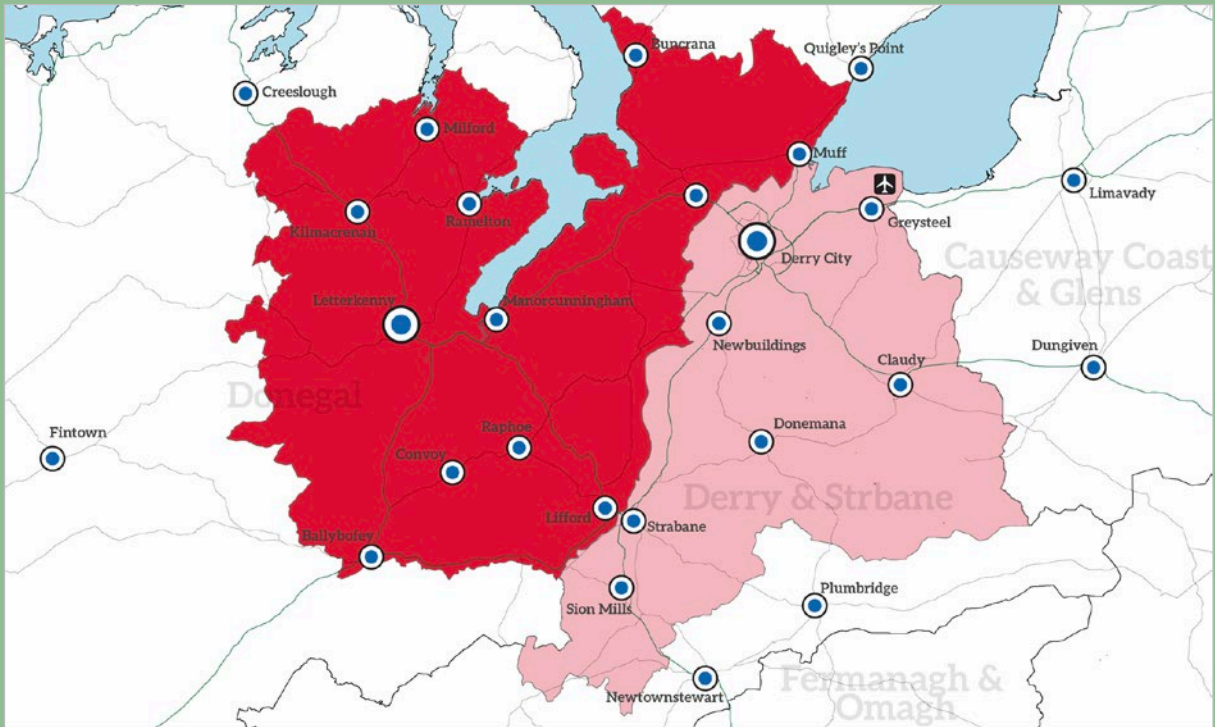 Buncrana
Quigley's Point
Creeslough
Milford
Muff
Limavady
Ramelton
Greysteel
Kilmacrenan
Derry City
Causeway Coast
& Glens
Letterkenny
Manorcunningham
Newbuildings
Dungiven
Claudy
Donegal
Fintown
Raphoe
Donemana
Convoy
Derry & Strbane
Lifford
Strabane
Ballybofey
Plumbridge
Sion Mills
Fermanagh &
Omagh
Newtownstewart